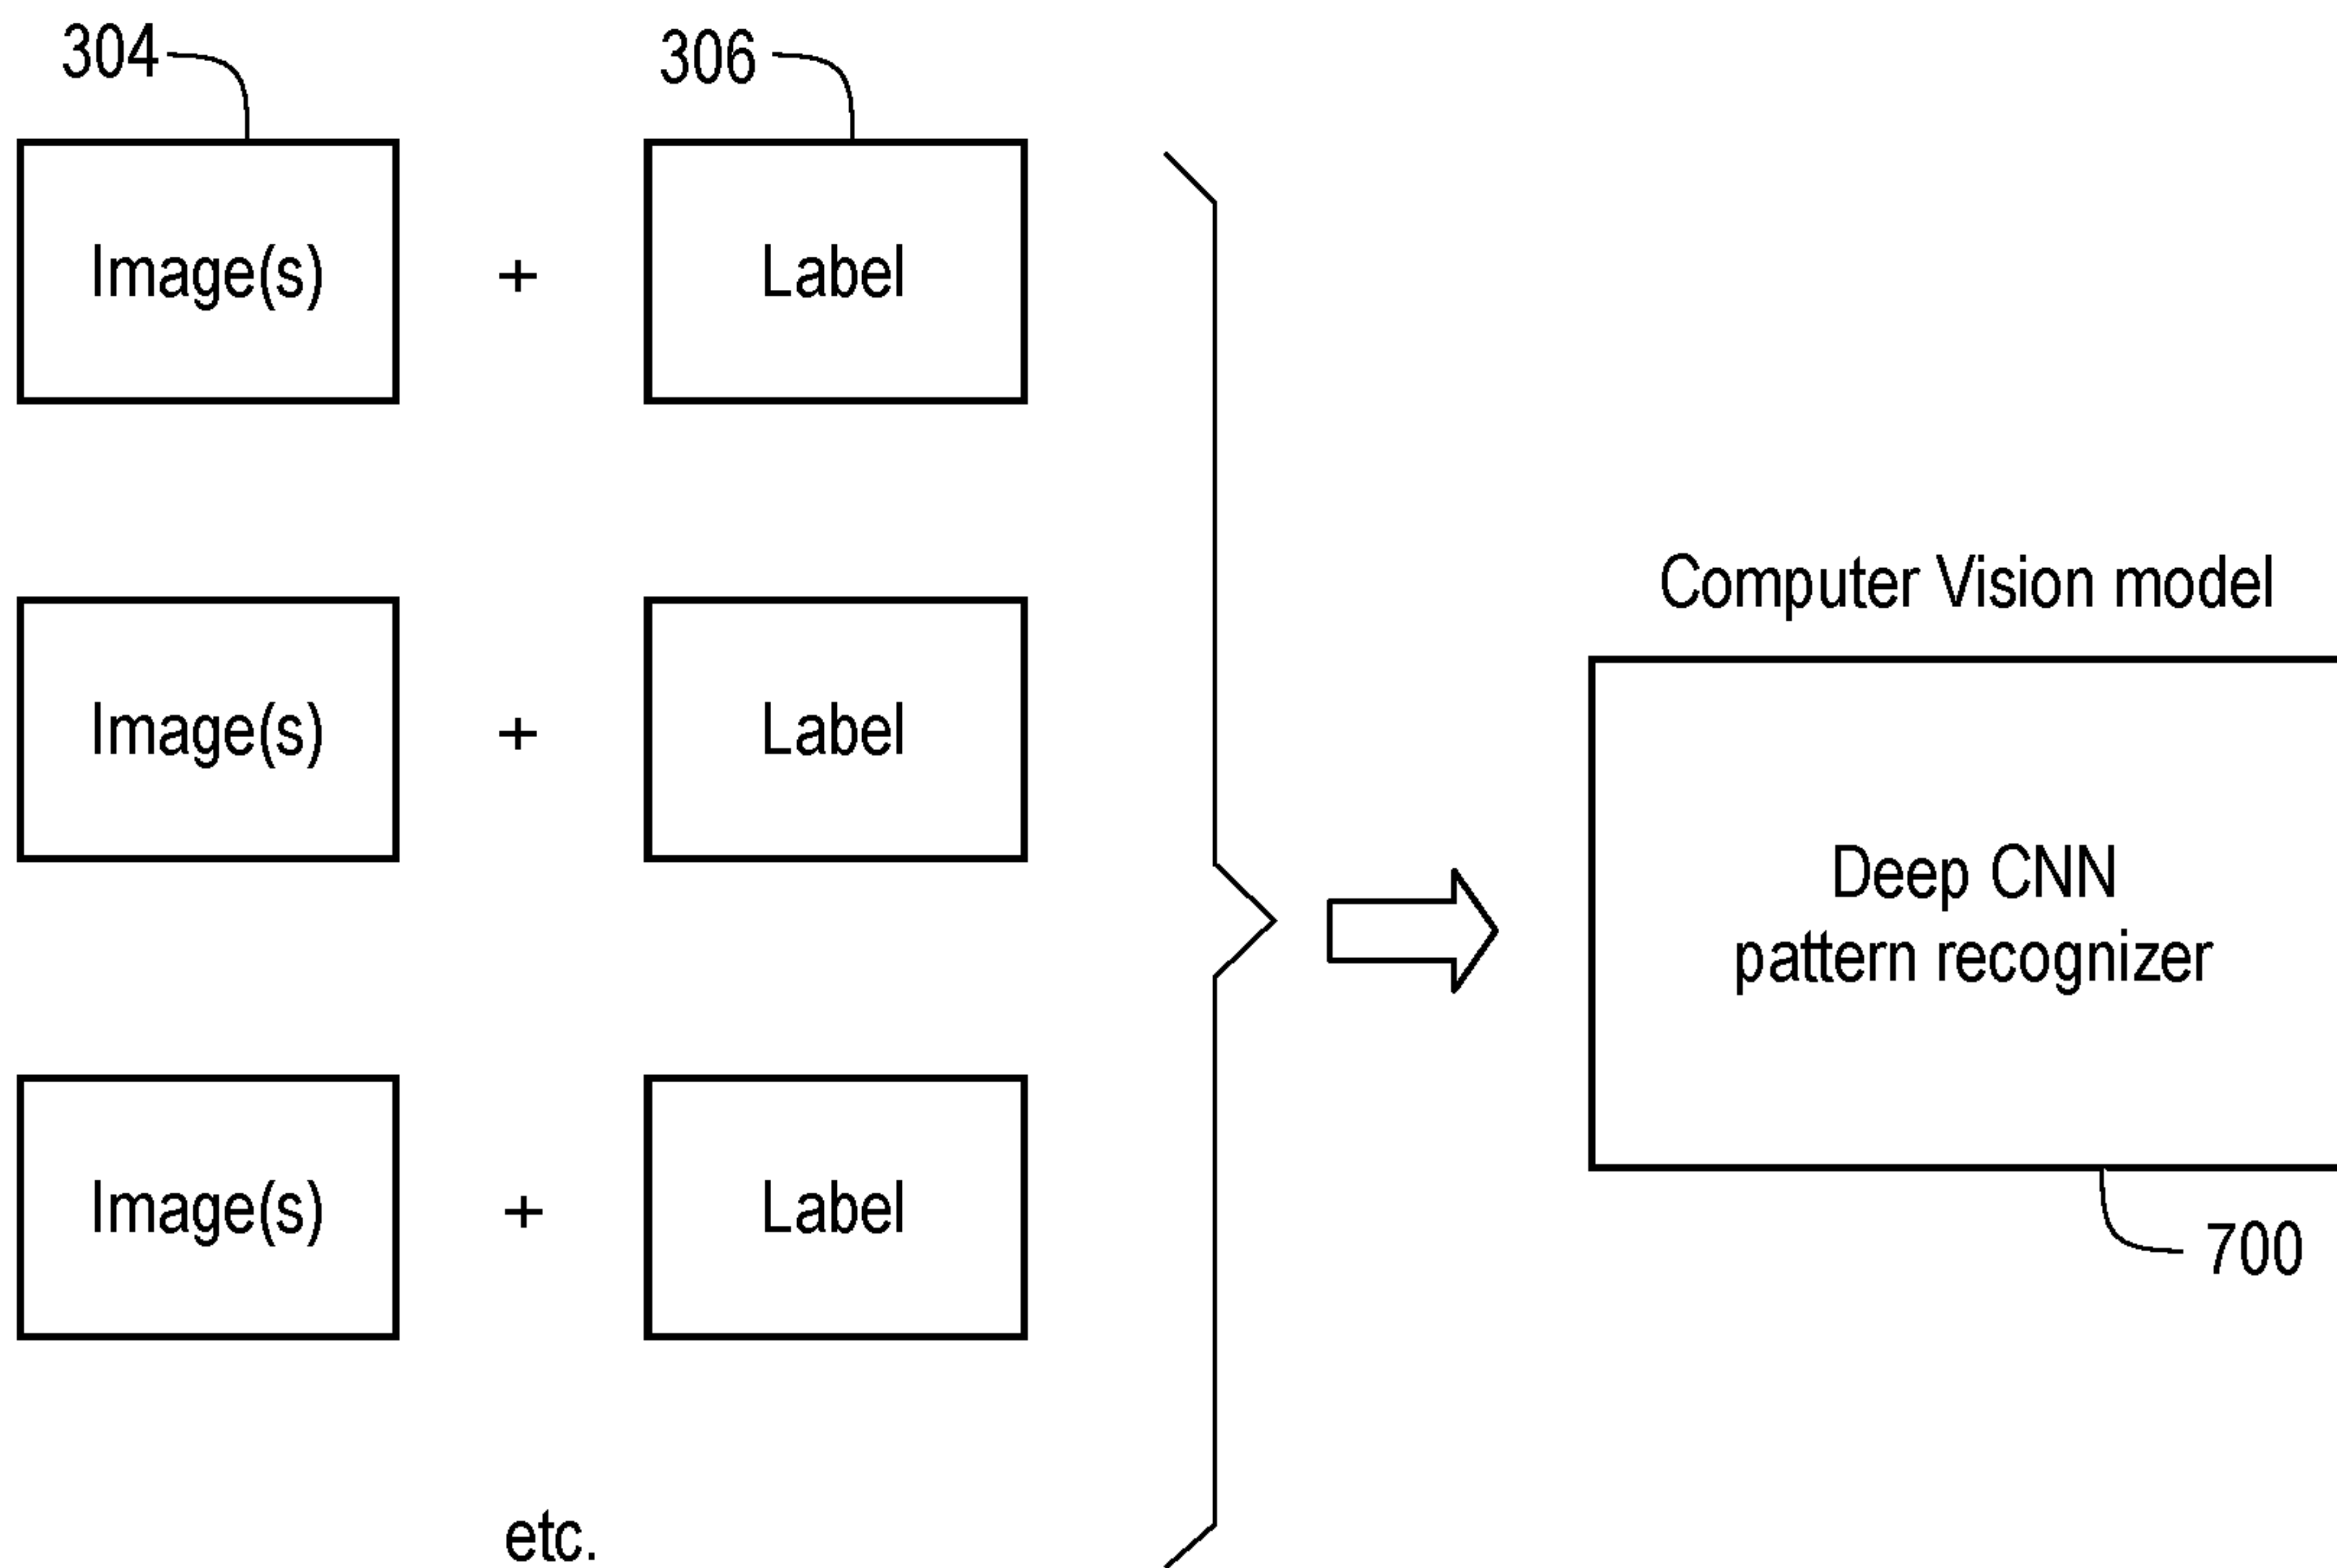 304
306
Image(s) + Label
Image(s) + Label
Computer Vision model
Deep CNN
pattern recognizer
Image(s) + Label
700
etc.